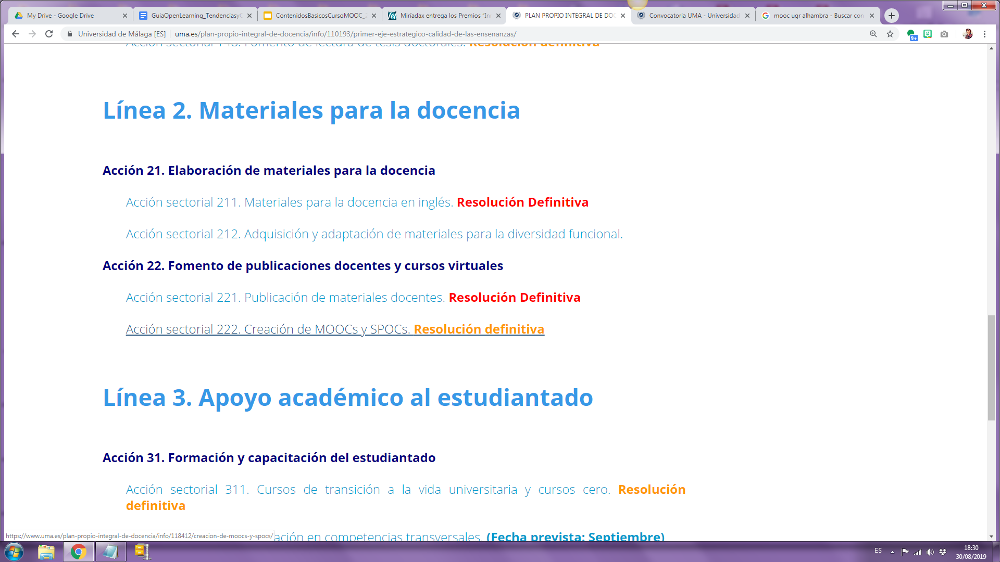 My Drive - Google Drive
GuiaOpenLearning_Tendenciasy
ContenidosBasicosCursoMOOC_
Miríadax entrega los Premios "In
PLAN PROPIO INTEGRAL DE DOC
Convocatoria UMA - Universidad
mooc ugr alhambra - Buscar con
Universidad de Málaga [ES]
uma.es/plan-propio-integral-de-docencia/info/110193/primer-eje-estrategico-calidad-de-las-ensenanzas/
9+
Acción sectorial 148. Fomento de lectura de tesis doctorales. Resolución definitiva
Línea 2. Materiales para la docencia
Acción 21. Elaboración de materiales para la docencia
Acción sectorial 211. Materiales para la docencia en inglés. Resolución Definitiva
Acción sectorial 212. Adquisición y adaptación de materiales para la diversidad funcional.
Acción 22. Fomento de publicaciones docentes y cursos virtuales
Acción sectorial 221. Publicación de materiales docentes. Resolución Definitiva
Acción sectorial 222. Creación de MOOCs y SPOCs. Resolución definitiva
Línea 3. Apoyo académico al estudiantado
Acción 31. Formación y capacitación del estudiantado
Acción sectorial 311. Cursos de transición a la vida universitaria y cursos cero. Resolución
definitiva
ación en competencias transversales. (Fecha prevista: Septiembre)
https://www.uma.es/plan-propio-integral-de-docencia/info/118412/creacion-de-moocs-y-spocs/
ES
18:30
30/08/2019